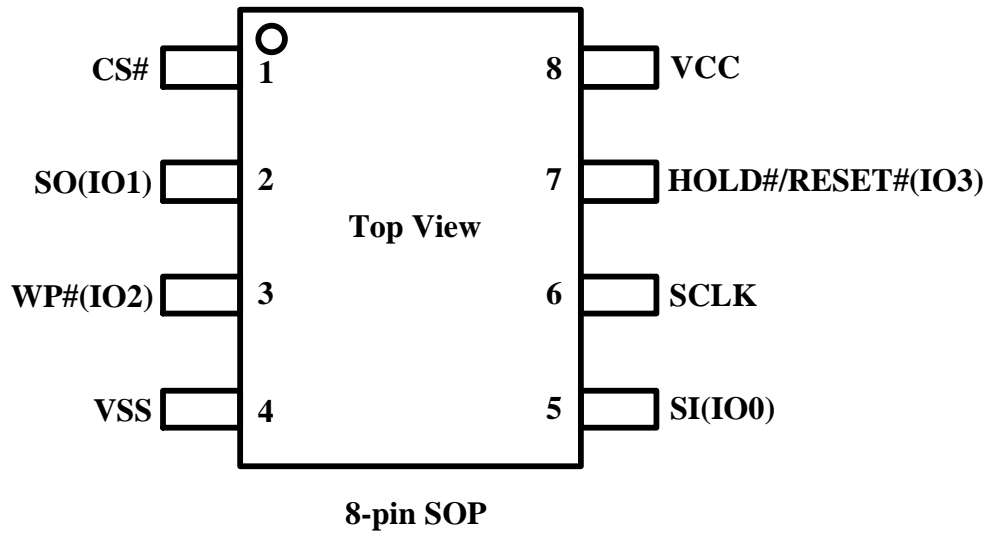 CS# 1 8 VCC
SO(IO1) 2 7 HOLD#/RESET#(IO3)
Top View
WP#(IO2) 3 6 SCLK
VSS 4 5 SI(IO0)
8-pin SOP